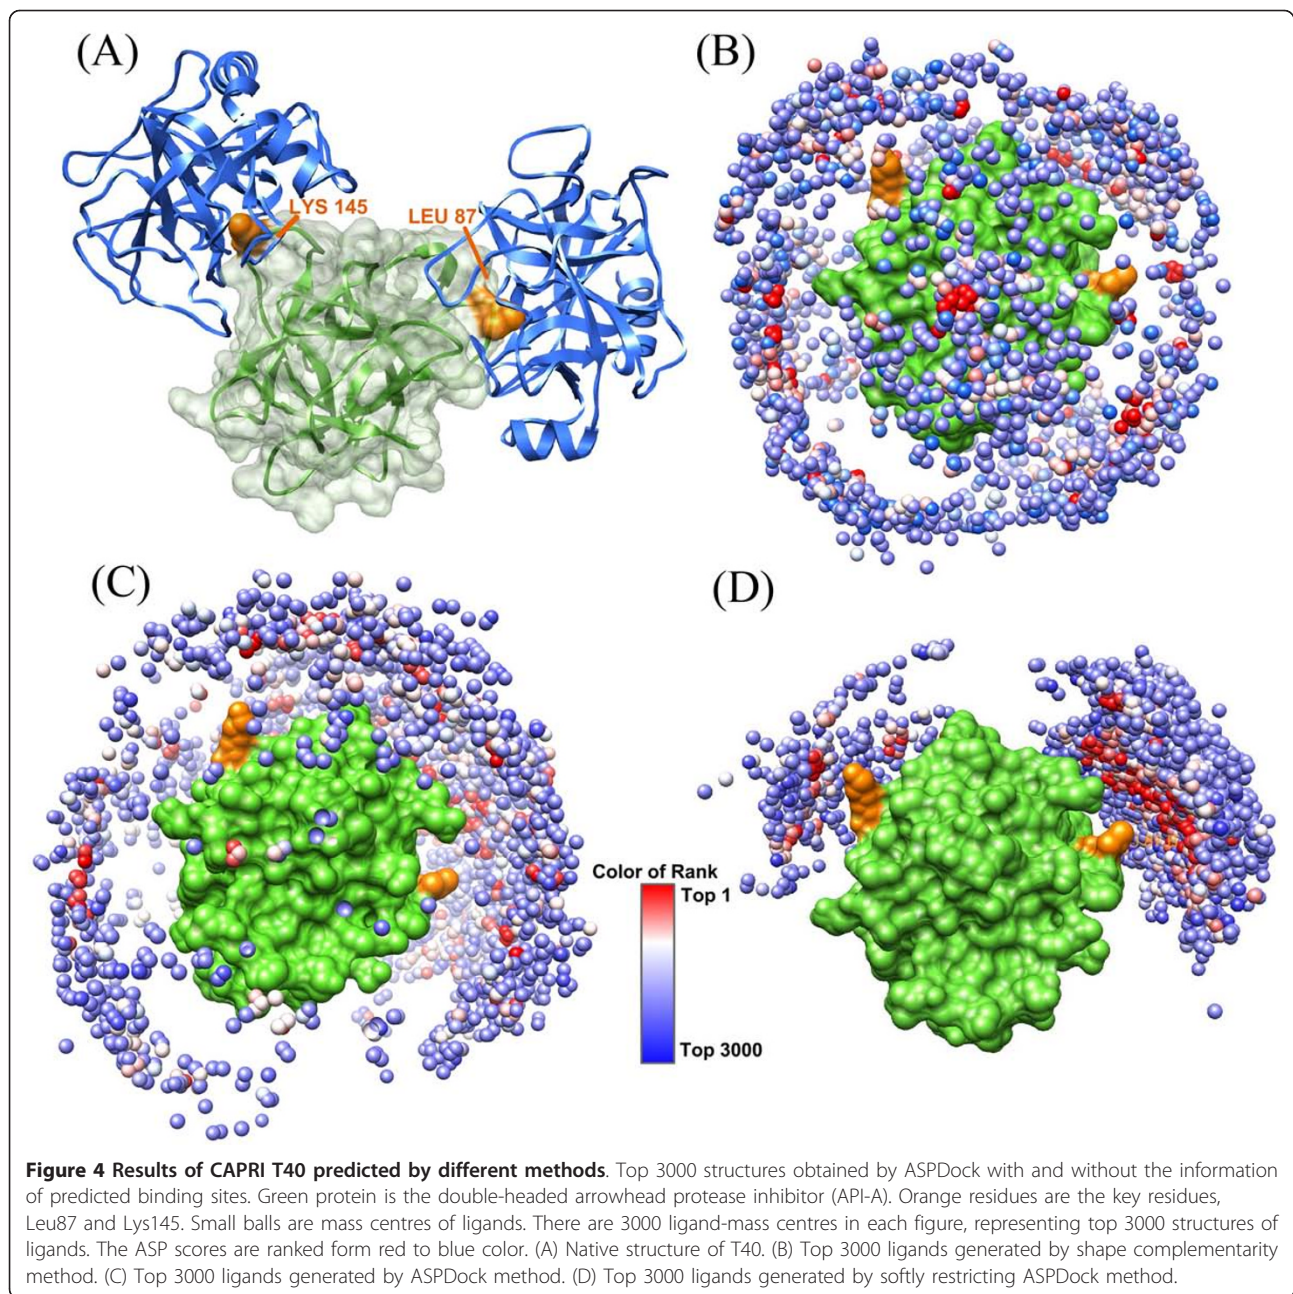 (A)
(B)
LYS 145
LEU 87
(C)
(D)
Color of Rank
Top 1
Top 3000
Figure 4 Results of CAPRI T40 predicted by different methods. Top 3000 structures obtained by ASPDock with and without the information
of predicted binding sites. Green protein is the double-headed arrowhead protease inhibitor (API-A). Orange residues are the key residues,
Leu87 and Lys145. Small balls are mass centres of ligands. There are 3000 ligand-mass centres in each figure, representing top 3000 structures of
ligands. The ASP scores are ranked form red to blue color. (A) Native structure of T40. (B) Top 3000 ligands generated by shape complementarity
method. (C) Top 3000 ligands generated by ASPDock method. (D) Top 3000 ligands generated by softly restricting ASPDock method.